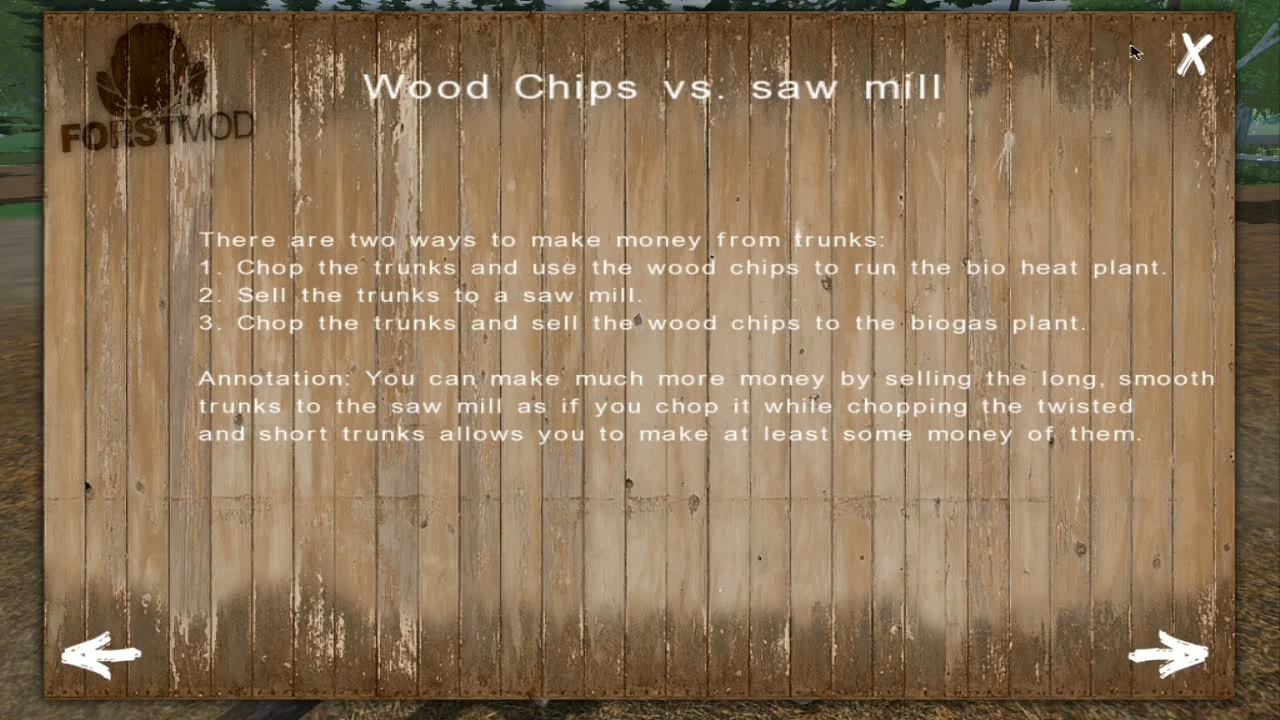 FORSTMOD
Wood Chips vs. saw mill
There are two ways to make money from trunks:
1. Chop the trunks and use the wood chips to run the bio heat plant.
2. Sell the trunks to a saw mill.
3. Chop the trunks and sell the wood chips to the biogas plant.
Annotation: You can make much more money by selling the long, smooth
trunks to the saw mill as if you chop it while chopping the twisted
and short trunks allows you to make at least some money of them.